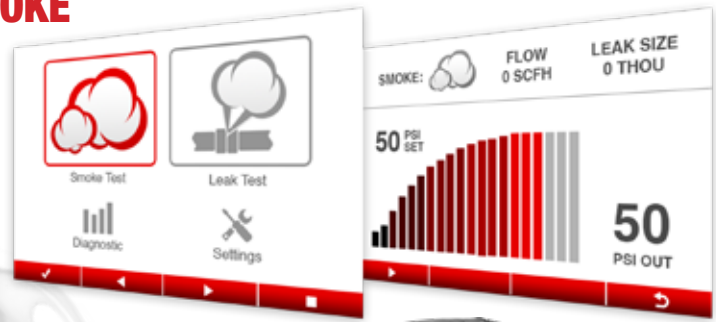 OKE
Smoke Test
Leak Test
Diagnostic
Settings
SMOKE:
FLOW
0 SCFH
LEAK SIZE
0 THOU
50 PSI SET
50
PSI OUT